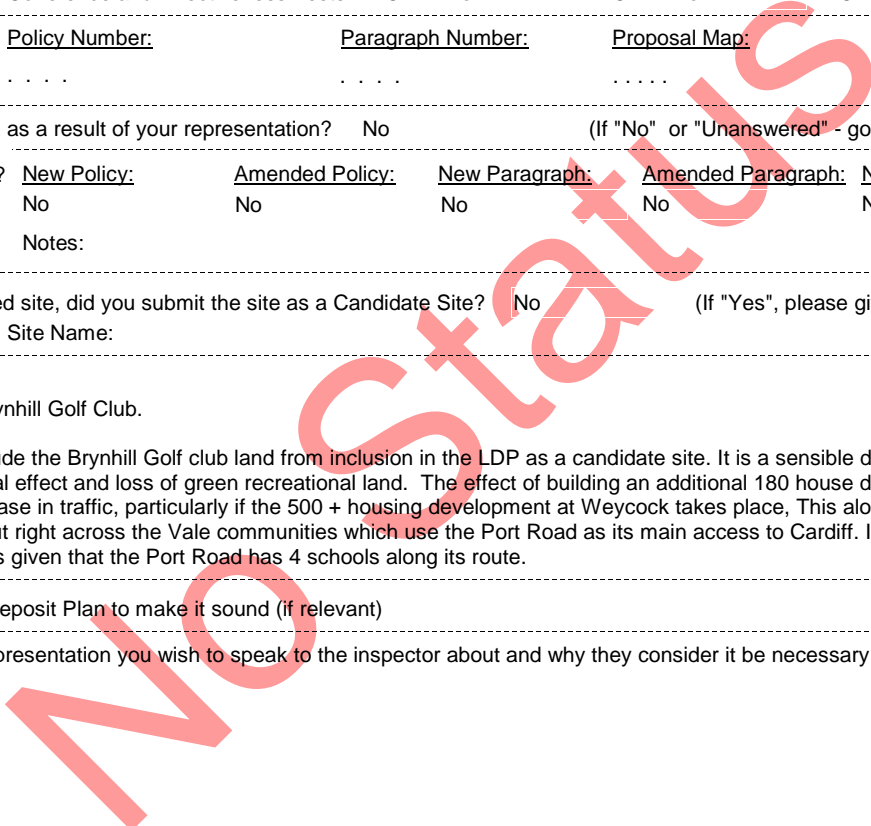 Policy Number: Paragraph Number: Proposal Map:
. . . . . . . . . . . . .
as a result of your representation? No (If "No" or "Unanswered" - go
? New Policy: Amended Policy: New Paragraph: Amended Paragraph: N
No No No No N
Notes:
ed site, did you submit the site as a Candidate Site? No (If "Yes", please gi
Site Name:
ynhill Golf Club.
ude the Brynhill Golf club land from inclusion in the LDP as a candidate site. It is a sensible d
al effect and loss of green recreational land. The effect of building an additional 180 house d
ase in traffic, particularly if the 500 + housing development at Weycock takes place, This alo
ut right across the Vale communities which use the Port Road as its main access to Cardiff. I
s given that the Port Road has 4 schools along its route.
eposit Plan to make it sound (if relevant)
presentation you wish to speak to the inspector about and why they consider it be necessary
No Status